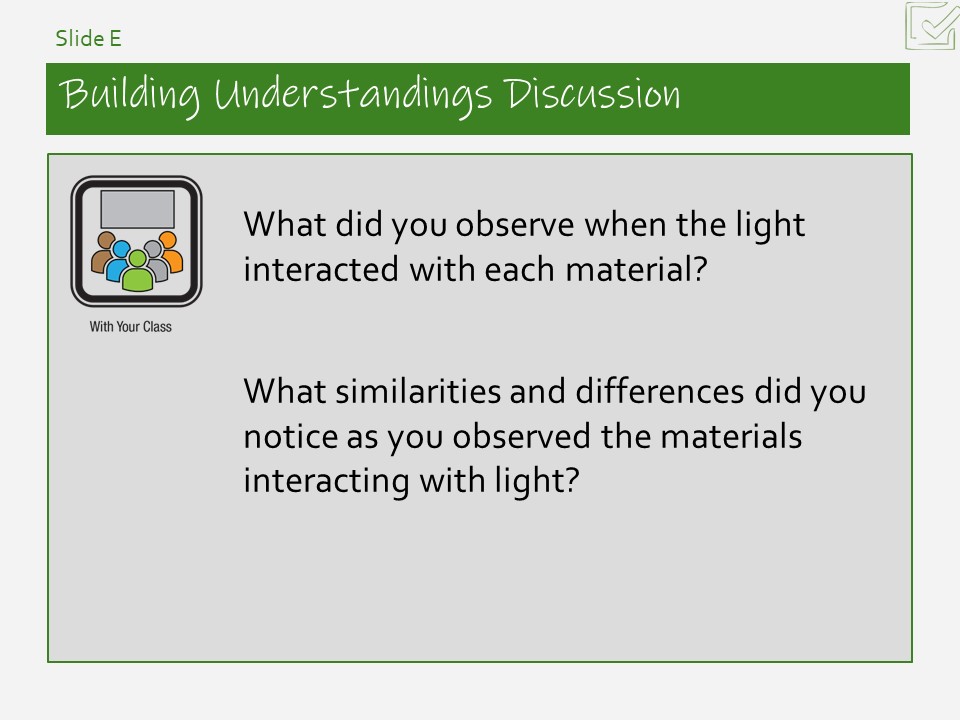 Slide E
Building Understandings Discussion
What did you observe when the light
interacted with each material?
With Your Class
What similarities and differences did you
notice as you observed the materials
interacting with light?